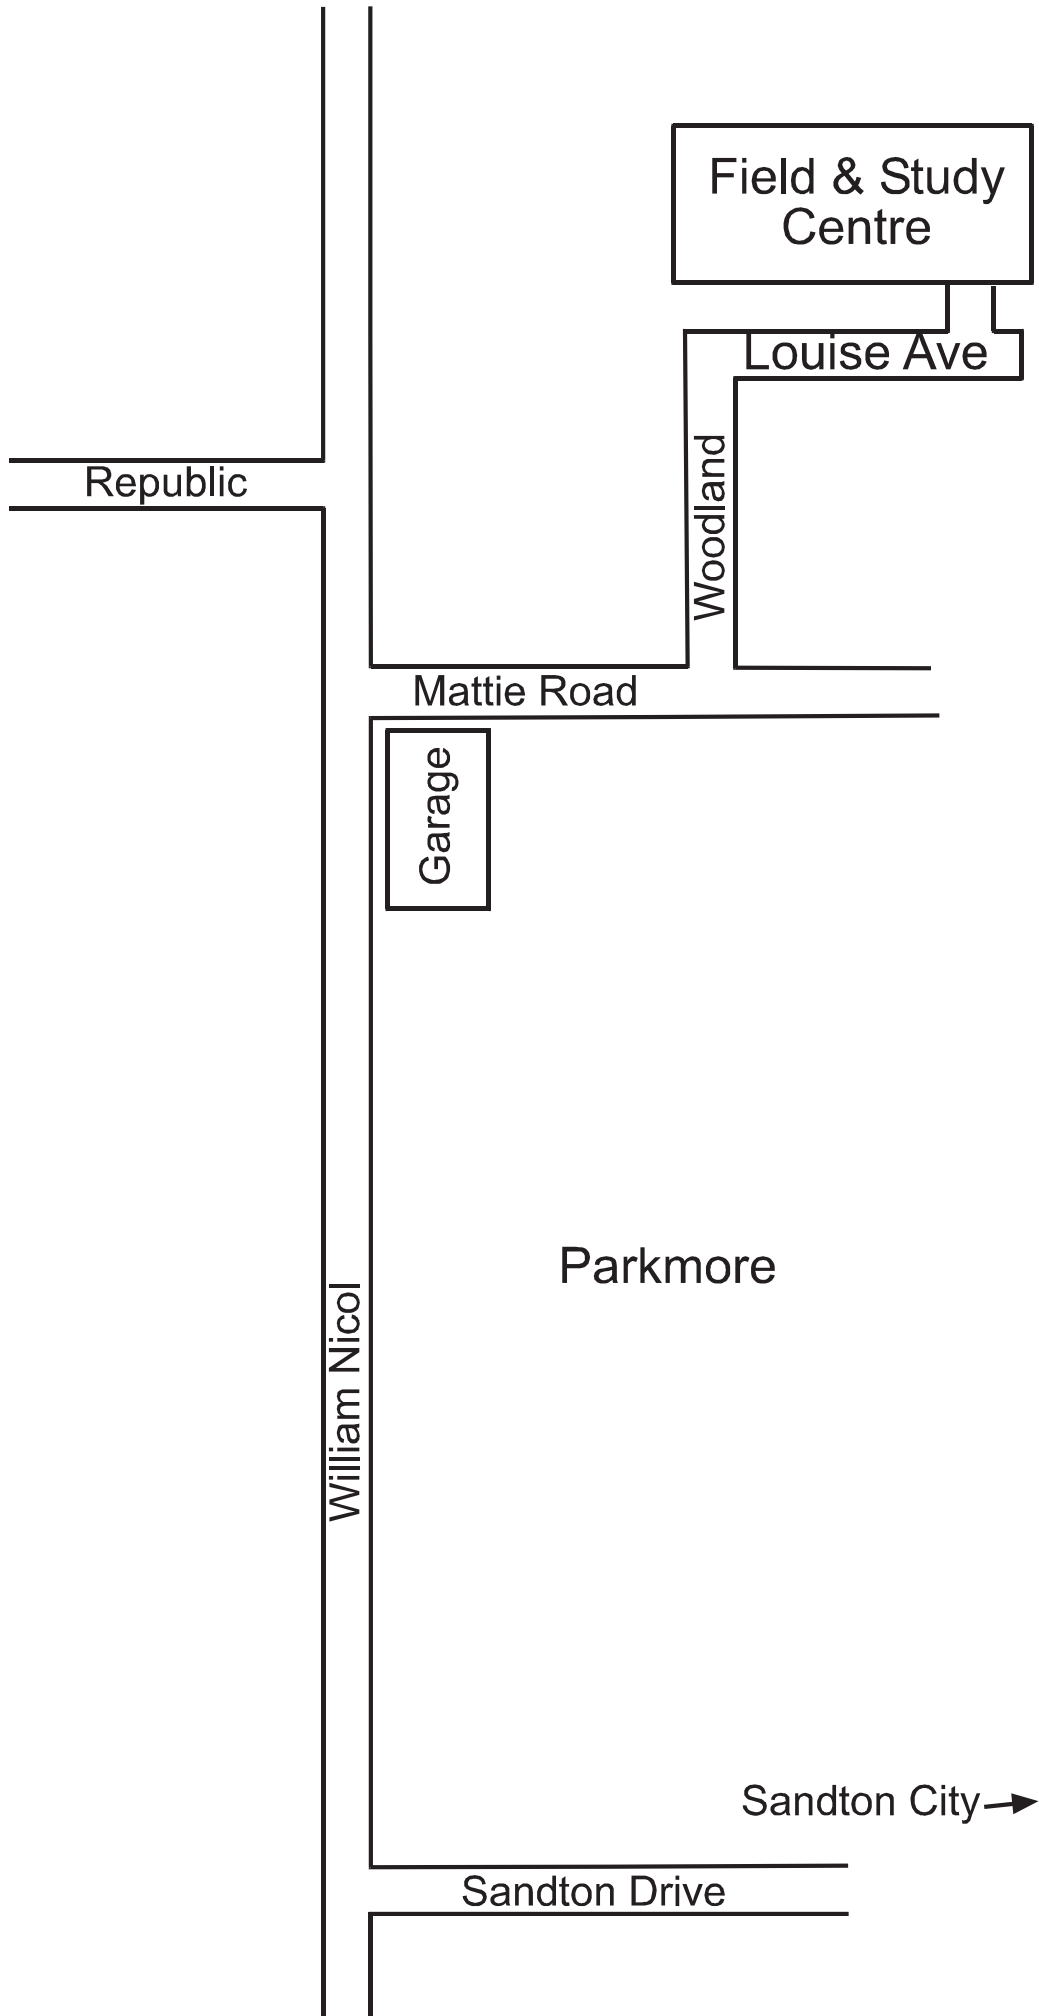 Field & Study
Centre
Louise Ave
Woodland
Republic
Mattie Road
Garage
Parkmore
William Nicol
Sandton City
Sandton Drive